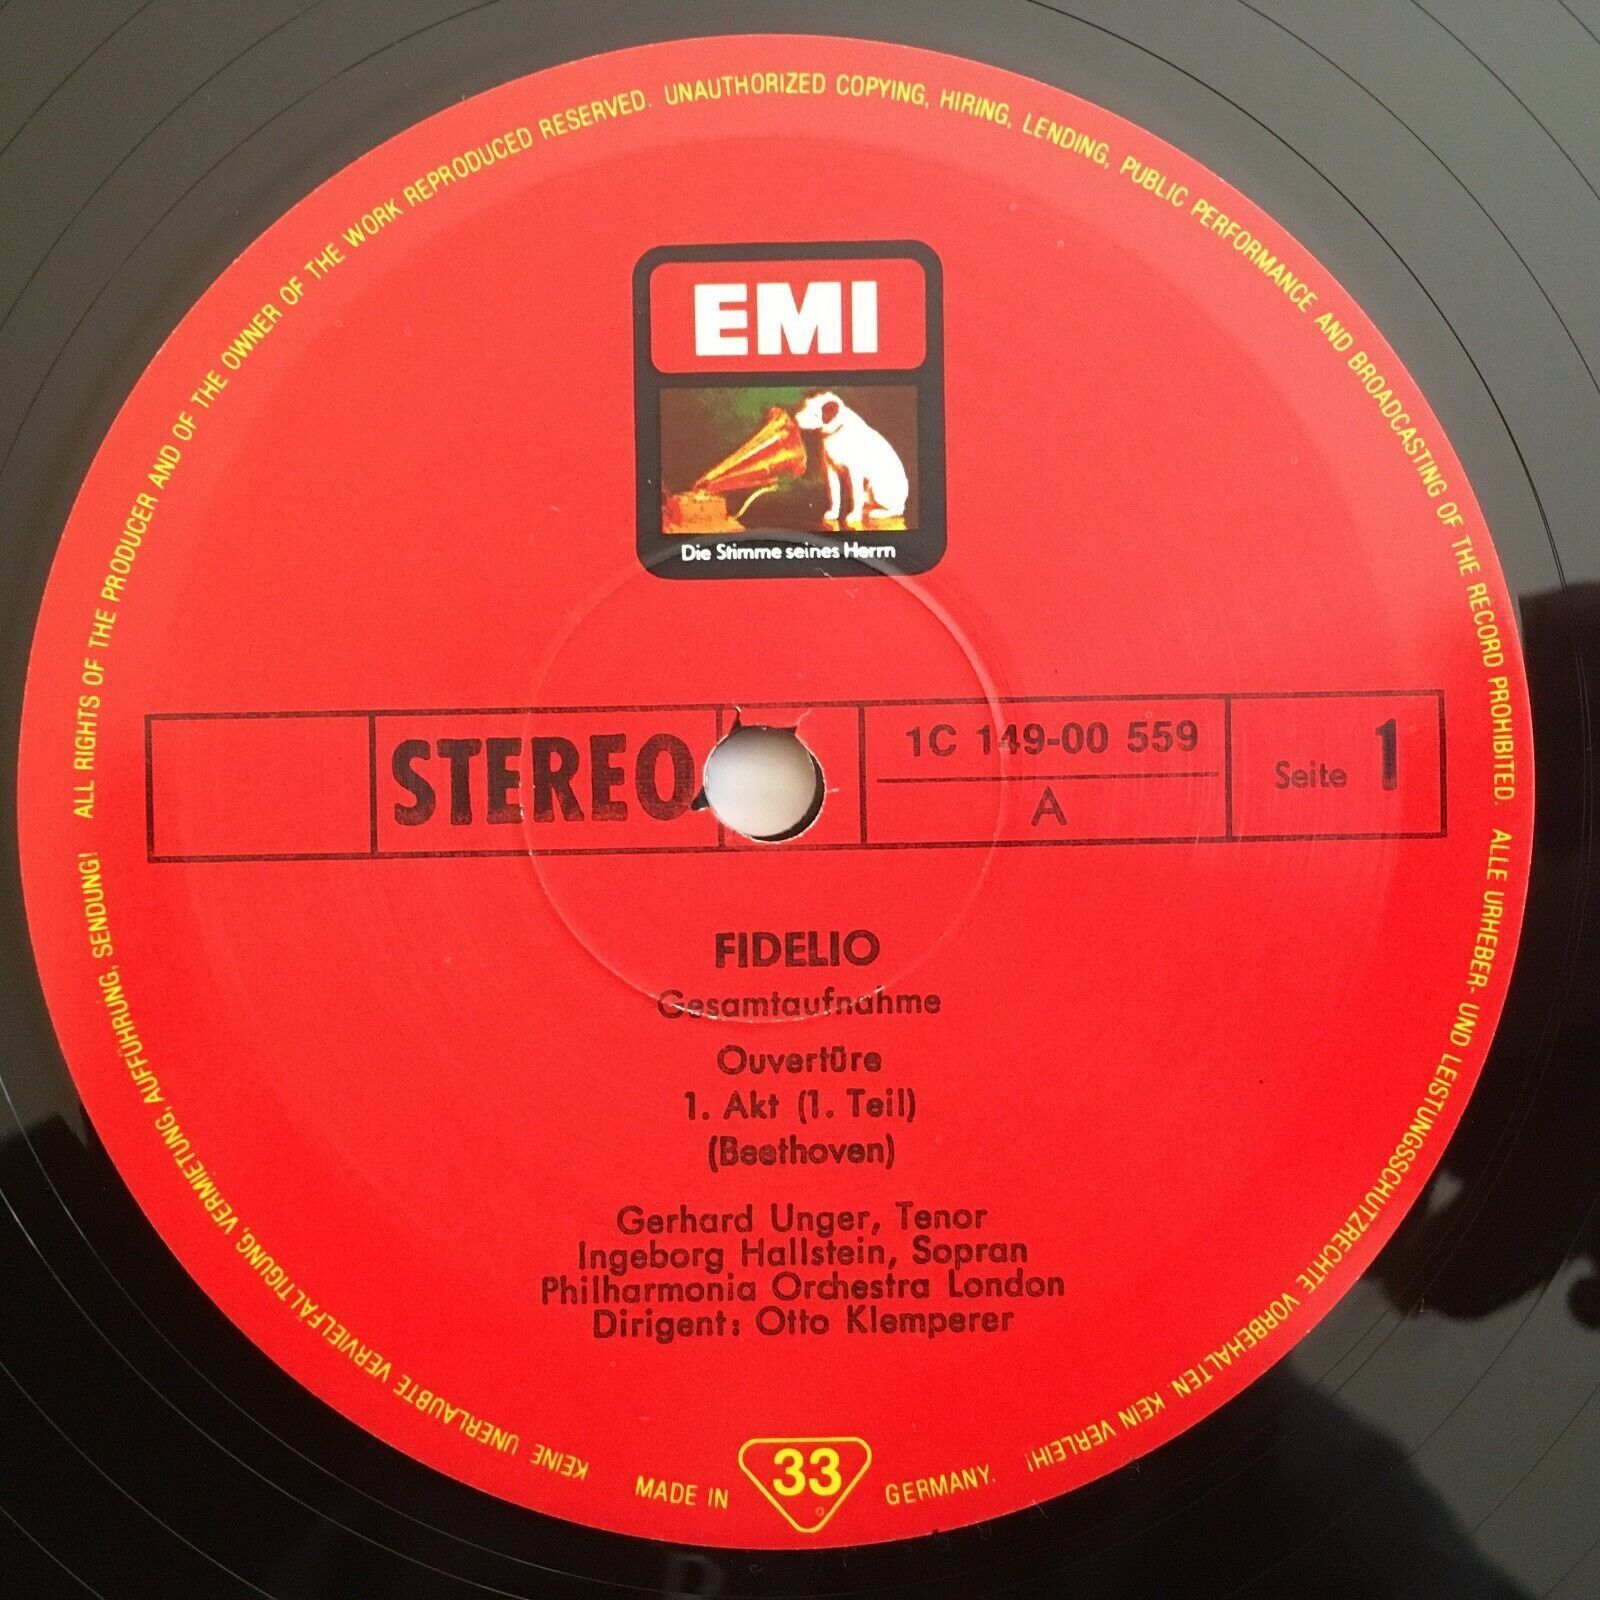 ALL RIGHTS OF THE PRODUCER AND OF THE OWNER OF THE WORK REPRODUCED RESERVED. UNAUTHORIZED COPYING, HIRING, LENDING, PUBLIC PERFORMANCE AND BROADCASTING OF THE RECORD PROHIBITED.
EMI
Die Stimme seines Herrn
STEREO
1C 149-00 559
A
Seite 1
FIDELIO
Gesamtaufnahme
Ouvertüre
1. Akt (1. Teil)
(Beethoven)
Gerhard Unger, Tenor
Ingeborg Hallstein, Sopran
Philharmonia Orchestra London
Dirigent: Otto Klemperer
ALLE URHEBER- UND LEISTUNGSSCHUTZRECHTE VORBEHALTEN. KEIN VERLEIH! KEINE UNERLAUBTE VERVIELFÄLTIGUNG, VERMIETUNG, AUFFÜHRUNG, SENDUNG!
MADE IN GERMANY.
33